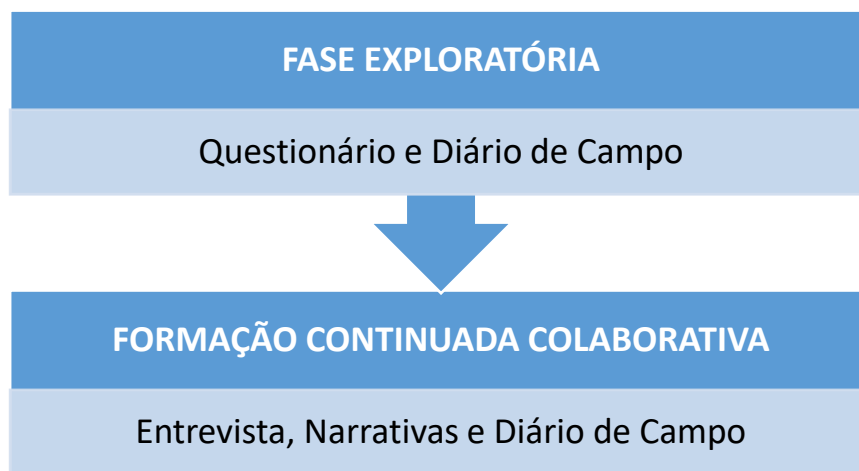 FASE EXPLORATÓRIA
Questionário e Diário de Campo
FORMAÇÃO CONTINUADA COLABORATIVA
Entrevista, Narrativas e Diário de Campo